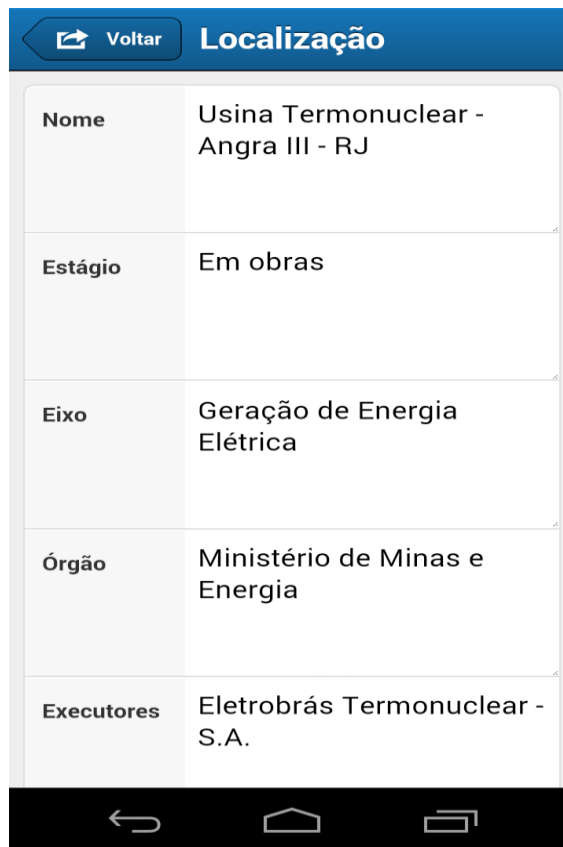 Voltar Localização
Nome Usina Termonuclear -
Angra III - RJ
Estágio Em obras
Eixo Geração de Energia
Elétrica
Órgão Ministério de Minas e
Energia
Executores Eletrobrás Termonuclear -
S.A.